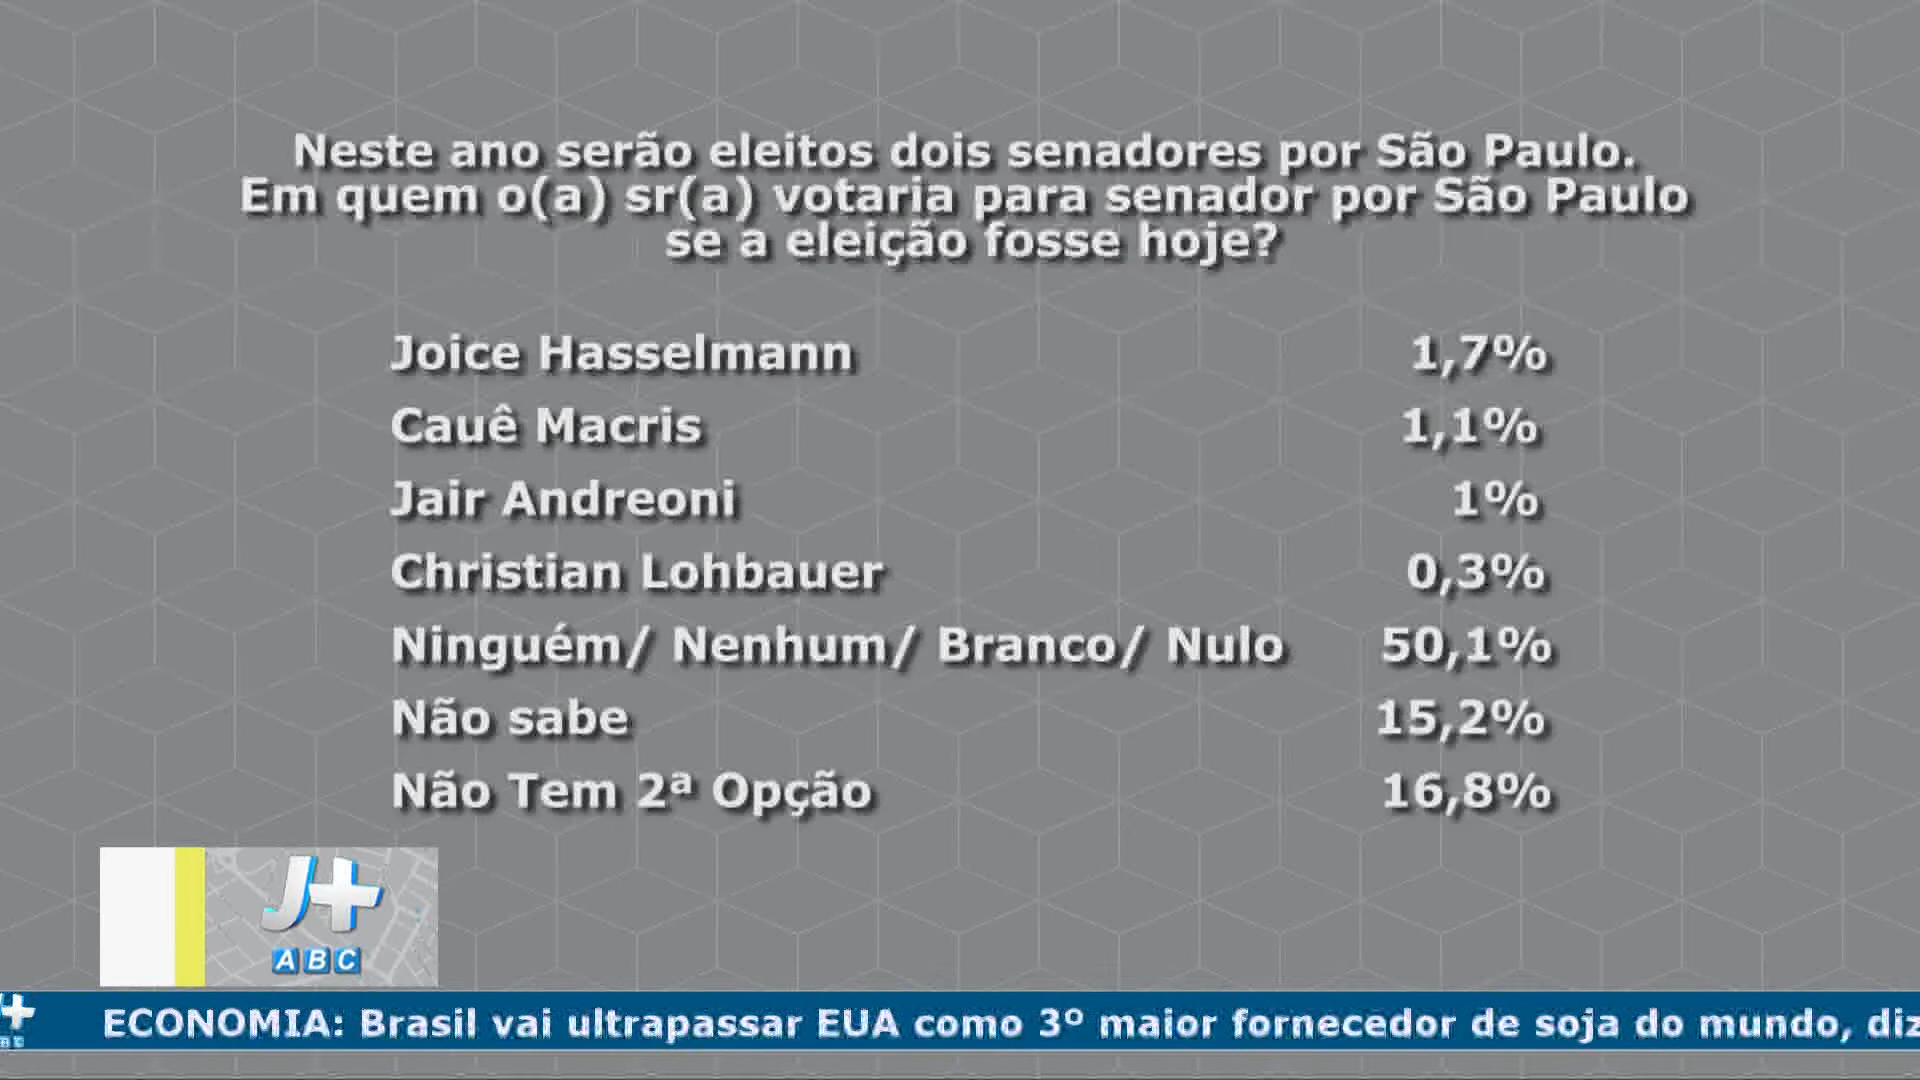 Neste ano serão eleitos dois senadores por São Paulo.
Em quem o(a) sr(a) votaria para senador por São Paulo
se a eleição fosse hoje?
Joice Hasselmann 1,7%
Cauê Macris 1,1%
Jair Andreoni 1%
Christian Lohbauer 0,3%
Ninguém/ Nenhum/ Branco/ Nulo 50,1%
Não sabe 15,2%
Não Tem 2ª Opção 16,8%
J+
ABC
ECONOMIA: Brasil vai ultrapassar EUA como 3º maior fornecedor de soja do mundo, diz